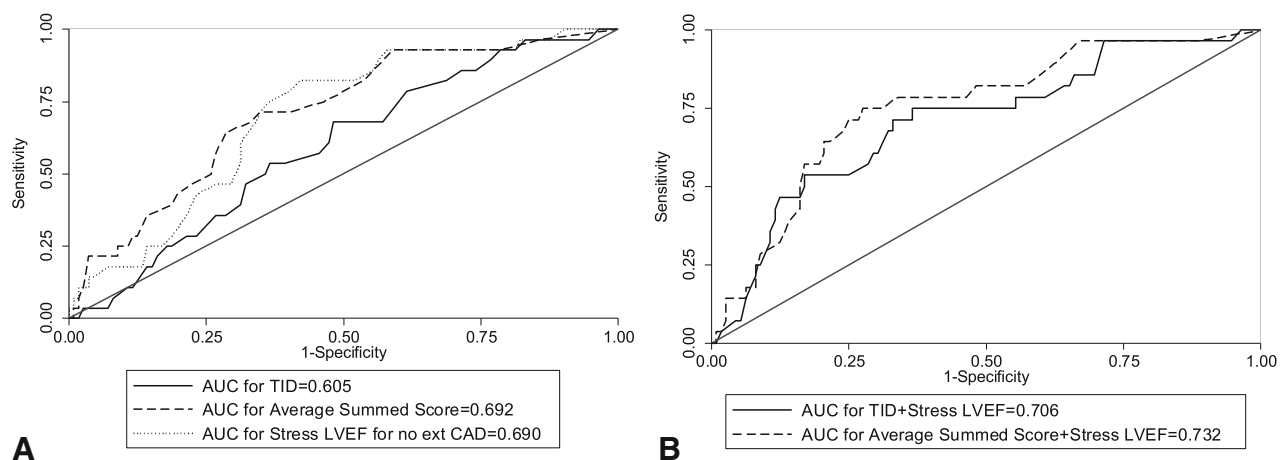 1.00
0.75
0.50
0.25
0.00
Sensitivity
0.00 0.25 0.50 0.75 1.00
1-Specificity
AUC for TID=0.605
AUC for Average Summed Score=0.692
AUC for Stress LVEF for no ext CAD=0.690
A
1.00
0.75
0.50
0.25
0.00
Sensitivity
0.00 0.25 0.50 0.75 1.00
1-Specificity
AUC for TID+Stress LVEF=0.706
AUC for Average Summed Score+Stress LVEF=0.732
B